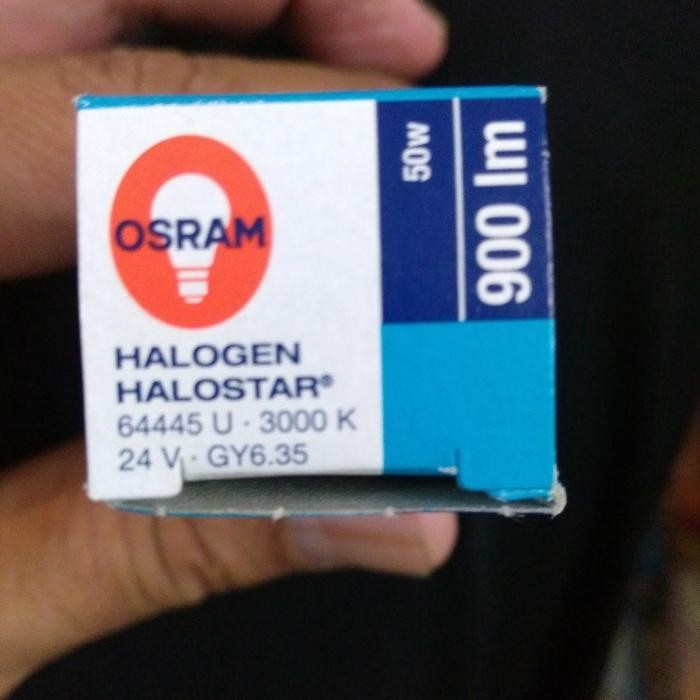 OSRAM
HALOGEN
HALOSTAR®
64445 U · 3000 K
24 V · GY6.35
50w
900 lm